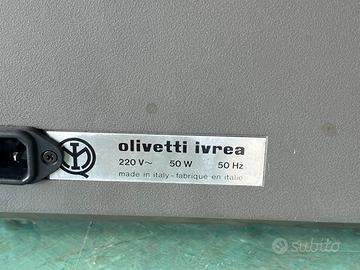 olivetti ivrea
220 V~ 50 W 50 Hz
made in italy - fabrique en italie
subito